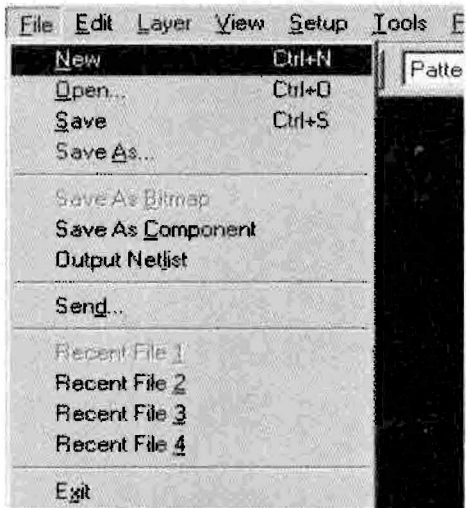 File Edit Layer View Setup Tools
New Ctrl+N
Open... Ctrl+O
Save Ctrl+S
Save As...
Save As Bitmap
Save As Component
Output Netlist
Send...
Recent File 1
Recent File 2
Recent File 3
Recent File 4
Exit
Patte